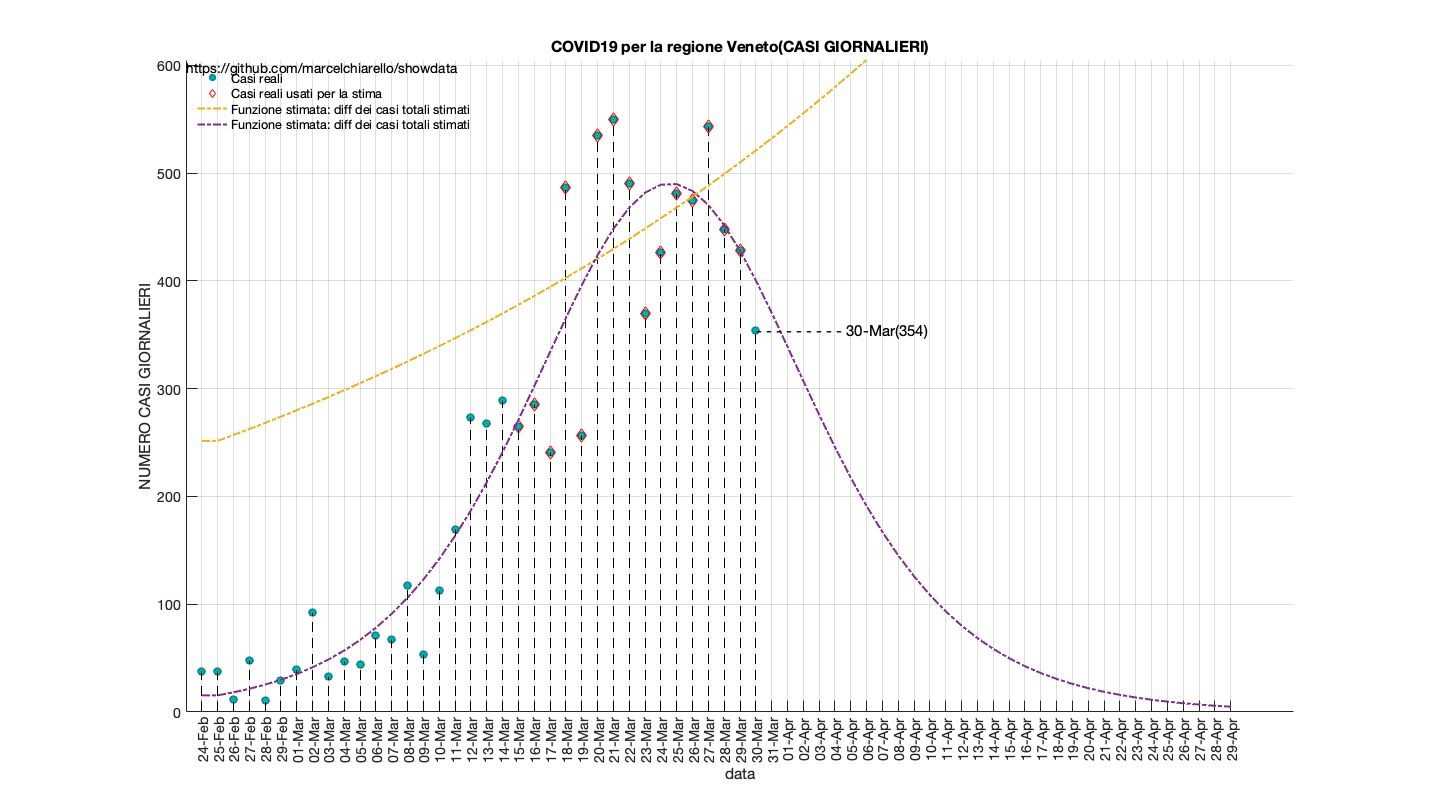 COVID19 per la regione Veneto(CASI GIORNALIERI)
https://github.com/marcelchiarello/showdata
Casi reali
Casi reali usati per la stima
Funzione stimata: diff dei casi totali stimati
Funzione stimata: diff dei casi totali stimati
NUMERO CASI GIORNALIERI
600
500
400
300
200
100
0
30-Mar(354)
24-Feb
25-Feb
26-Feb
27-Feb
28-Feb
29-Feb
01-Mar
02-Mar
03-Mar
04-Mar
05-Mar
06-Mar
07-Mar
08-Mar
09-Mar
10-Mar
11-Mar
12-Mar
13-Mar
14-Mar
15-Mar
16-Mar
17-Mar
18-Mar
19-Mar
20-Mar
21-Mar
22-Mar
23-Mar
24-Mar
25-Mar
26-Mar
27-Mar
28-Mar
29-Mar
30-Mar
31-Mar
01-Apr
02-Apr
03-Apr
04-Apr
05-Apr
06-Apr
07-Apr
08-Apr
09-Apr
10-Apr
11-Apr
12-Apr
13-Apr
14-Apr
15-Apr
16-Apr
17-Apr
18-Apr
19-Apr
20-Apr
21-Apr
22-Apr
23-Apr
24-Apr
25-Apr
26-Apr
27-Apr
28-Apr
29-Apr
data